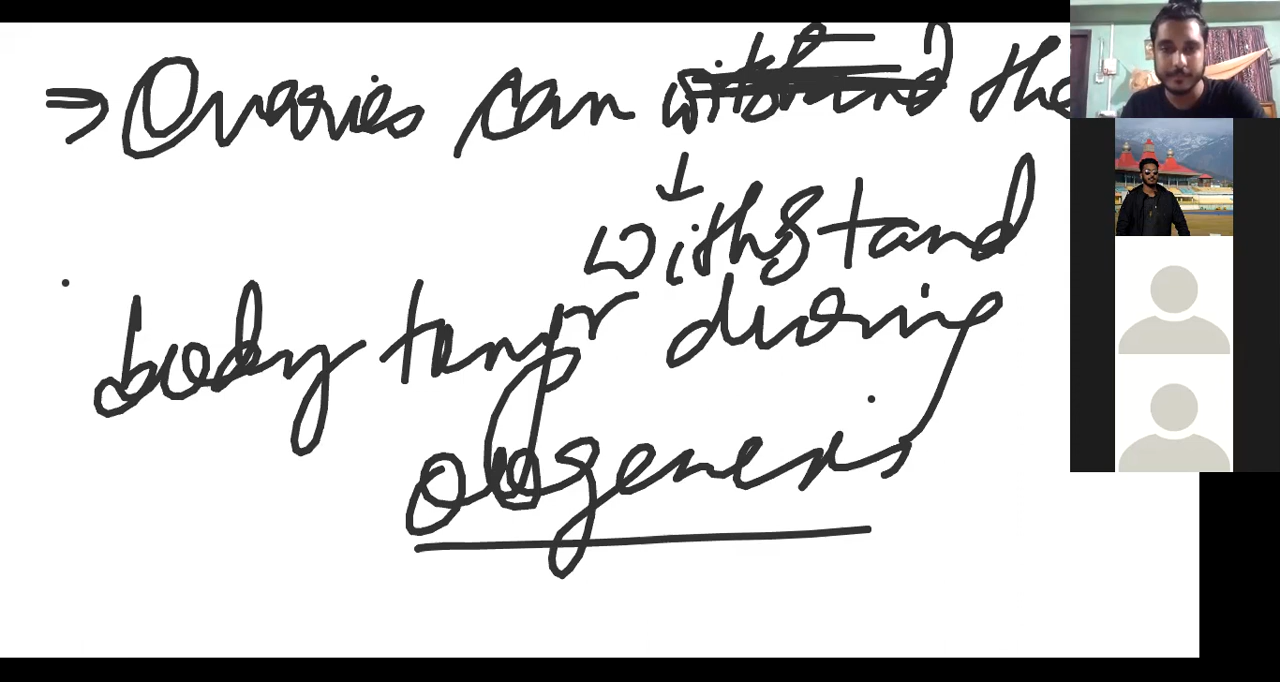 ⇒ Ovaries can the
↓
withstand
body tempr during
oogenesis